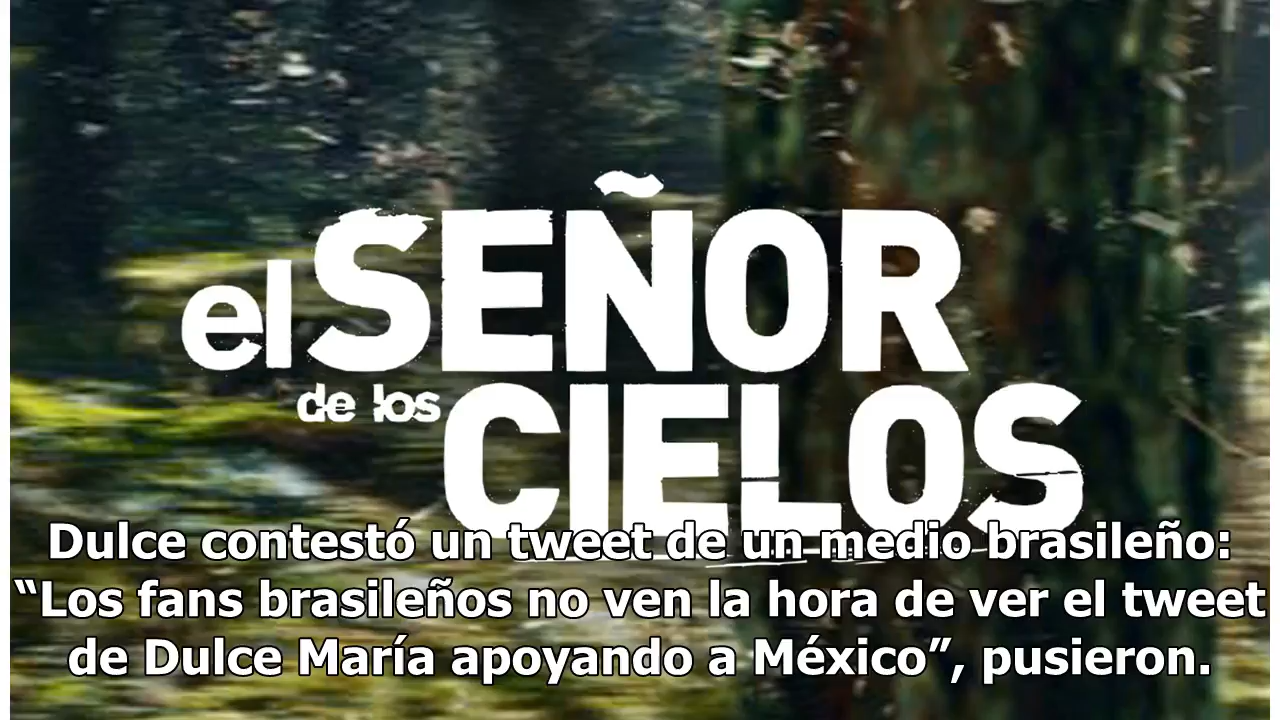 el SEÑOR
de los CIELOS
Dulce contestó un tweet de un medio brasileño:
“Los fans brasileños no ven la hora de ver el tweet
de Dulce María apoyando a México”, pusieron.